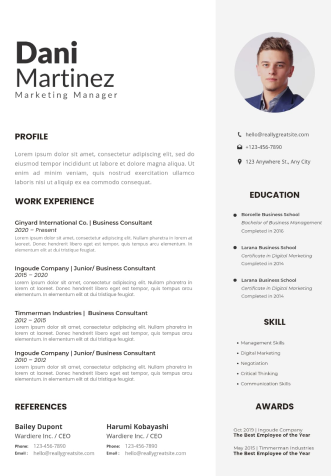 Dani
Martinez
Marketing Manager
PROFILE
Lorem ipsum dolor sit amet, consectetur adipiscing elit, sed do
eiusmod tempor incididunt ut labore et dolore magna aliqua. Ut
enim ad minim veniam, quis nostrud exercitation ullamco
laboris nisi ut aliquip ex ea commodo consequat.
WORK EXPERIENCE
Ginyard International Co. | Business Consultant
2020 – Present
Lorem ipsum dolor sit amet, consectetur adipiscing elit. Nullam pharetra in
lorem at laoreet. Donec hendrerit libero eget est tempor, quis tempus arcu
elementum. In elementum elit at dui tristique feugiat.
Ingoude Company | Junior/ Business Consultant
2015 – 2020
Lorem ipsum dolor sit amet, consectetur adipiscing elit. Nullam pharetra in
lorem at laoreet. Donec hendrerit libero eget est tempor, quis tempus arcu
elementum. In elementum elit at dui tristique feugiat.
Timmerman Industries | Business Consultant
2012 – 2015
Lorem ipsum dolor sit amet, consectetur adipiscing elit. Nullam pharetra in
lorem at laoreet. Donec hendrerit libero eget est tempor, quis tempus arcu
elementum. In elementum elit at dui tristique feugiat.
Ingoude Company | Junior/ Business Consultant
2010 – 2012
Lorem ipsum dolor sit amet, consectetur adipiscing elit. Nullam pharetra in
lorem at laoreet. Donec hendrerit libero eget est tempor, quis tempus arcu
elementum. In elementum elit at dui tristique feugiat.
REFERENCES
Bailey Dupont
Wardiere Inc. / CEO
Phone: 123-456-7890
Email : hello@reallygreatsite.com
Harumi Kobayashi
Wardiere Inc. / CEO
Phone: 123-456-7890
Email : hello@reallygreatsite.com
hello@reallygreatsite.com
+123-456-7890
123 Anywhere St., Any City
EDUCATION
Borcelle Business School
Bachelor of Business Management
Completed in 2016
Larana Business School
Certificate in Digital Marketing
Completed in 2014
Larana Business School
Certificate in Digital Marketing
Completed in 2014
SKILL
Management Skills
Digital Marketing
Negotiation
Critical Thinking
Communication Skills
AWARDS
Oct 2019 | Ingoude Company
The Best Employee of the Year
May 2015 | Timmerman Industries
The Best Employee of the Year